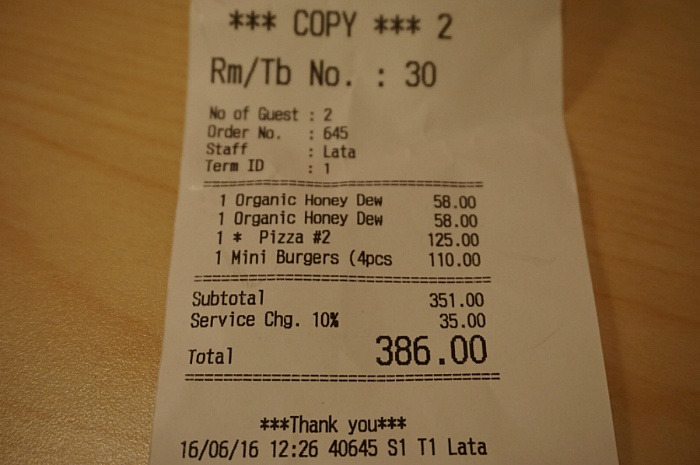 *** COPY *** 2
Rm/Tb No. : 30
No of Guest : 2
Order No. : 645
Staff : Lata
Term ID : 1
1 Organic Honey Dew 58.00
1 Organic Honey Dew 58.00
1 * Pizza #2 125.00
1 Mini Burgers (4pcs 110.00
Subtotal 351.00
Service Chg. 10% 35.00
Total 386.00
***Thank you***
16/06/16 12:26 40645 S1 T1 Lata